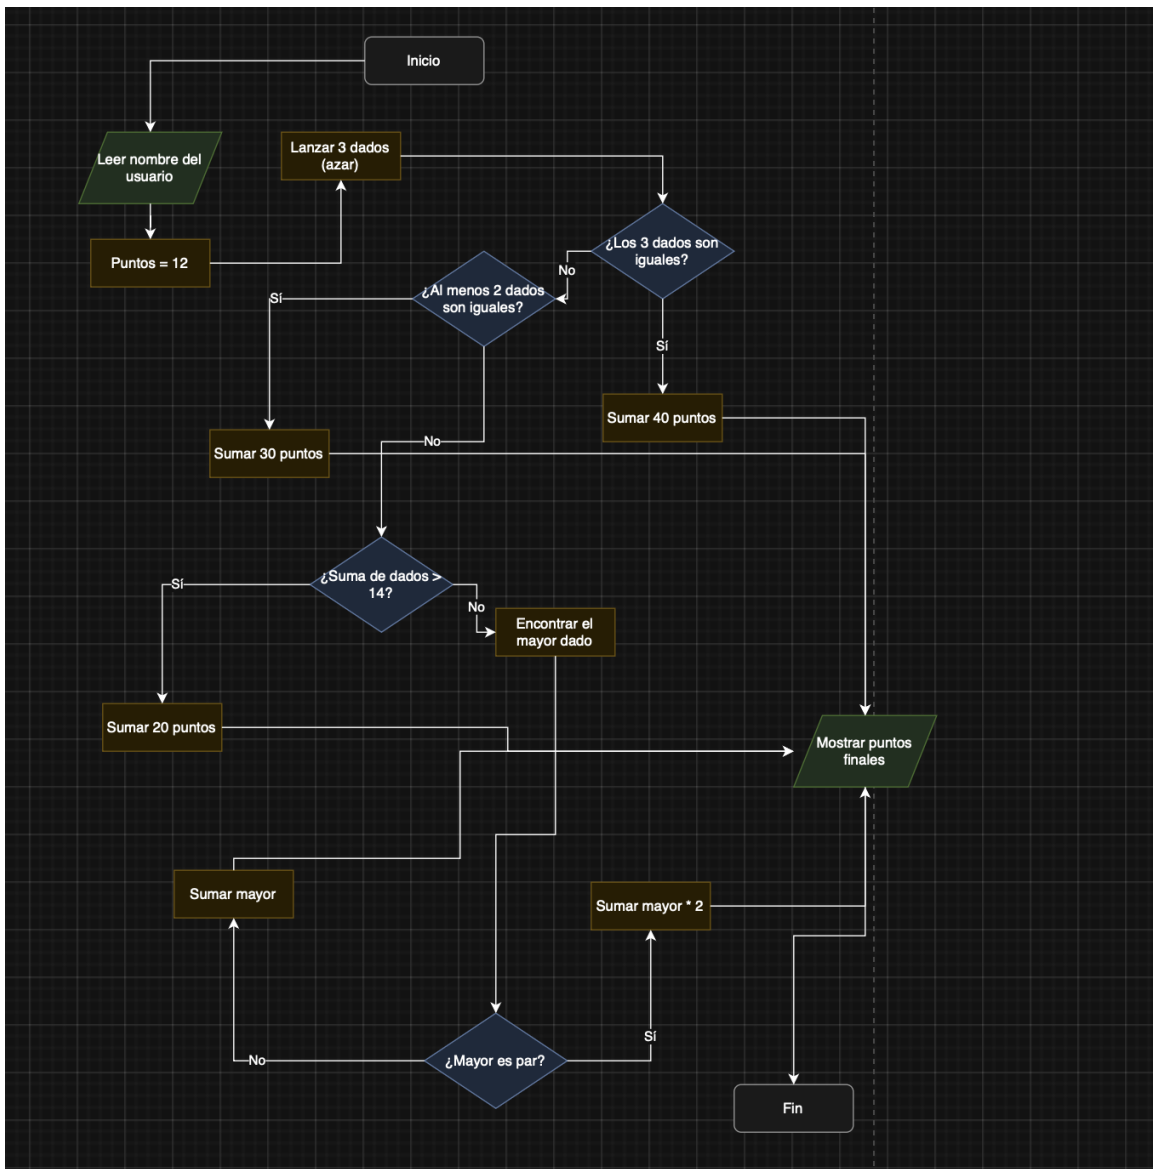 Inicio
Leer nombre del
usuario
Lanzar 3 dados
(azar)
Puntos = 12
¿Los 3 dados son
iguales?
No
¿Al menos 2 dados
son iguales?
Sí
Sí
Sumar 40 puntos
No
Sumar 30 puntos
¿Suma de dados >
14?
Sí
No
Encontrar el
mayor dado
Sumar 20 puntos
Mostrar puntos
finales
Sumar mayor
Sumar mayor * 2
Sí
No
¿Mayor es par?
Fin